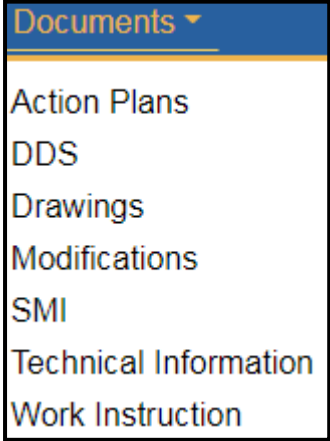 Documents
Action Plans
DDS
Drawings
Modifications
SMI
Technical Information
Work Instruction